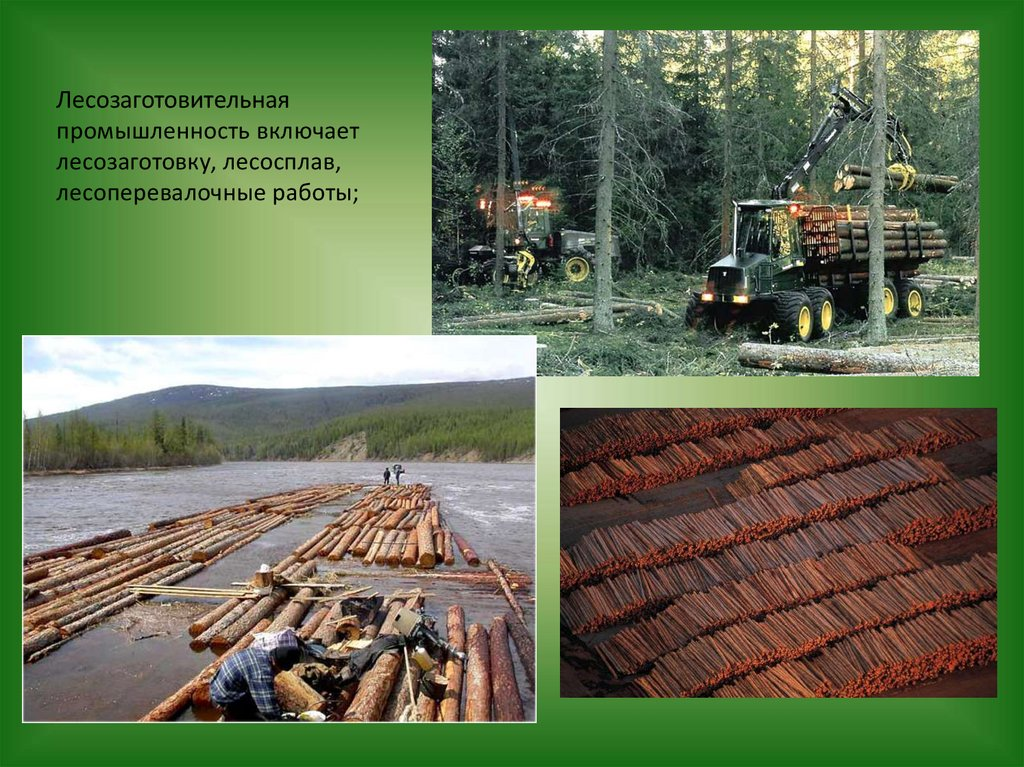 Лесозаготовительная
промышленность включает
лесозаготовку, лесосплав,
лесоперевалочные работы;